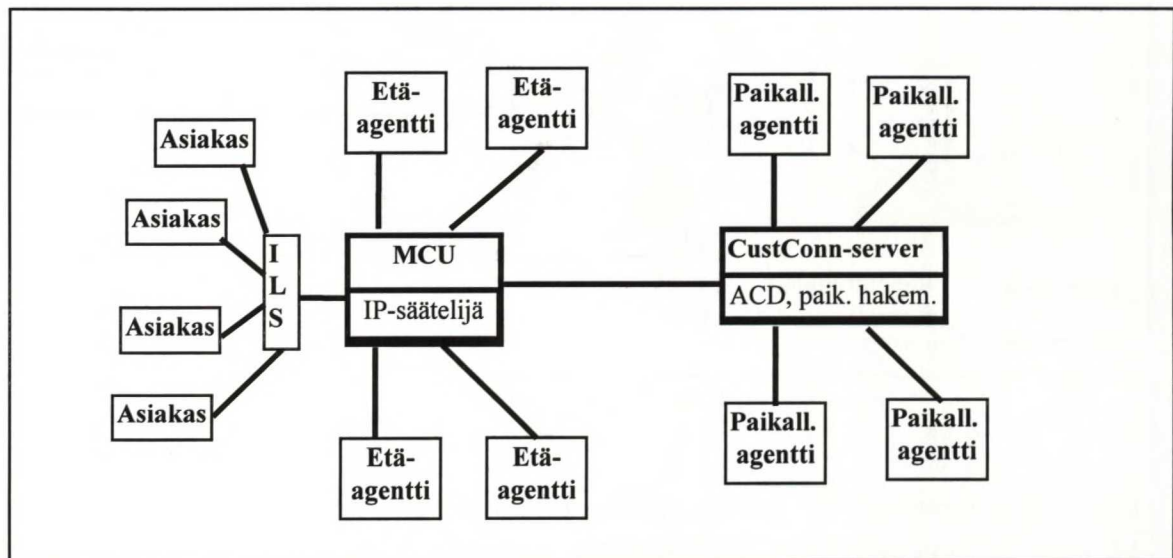 Etä-
agentti
Etä-
agentti
Paikall.
agentti
Paikall.
agentti
Asiakas
Asiakas
Asiakas
Asiakas
I
L
S
MCU
IP-säätelijä
CustConn-server
ACD, paik. hakem.
Etä-
agentti
Etä-
agentti
Paikall.
agentti
Paikall.
agentti